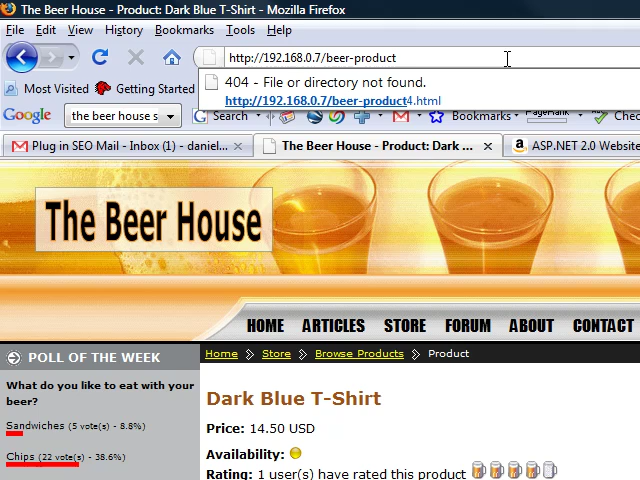 The Beer House - Product: Dark Blue T-Shirt - Mozilla Firefox
File Edit View History Bookmarks Tools Help
http://192.168.0.7/beer-product
404 - File or directory not found.
http://192.168.0.7/beer-product4.html
Most Visited Getting Started
Google the beer house s Search Bookmarks PageRank Chec
Plug in SEO Mail - Inbox (1) - daniel... The Beer House - Product: Dark ... ASP.NET 2.0 Website
The Beer House
HOME ARTICLES STORE FORUM ABOUT CONTACT
POLL OF THE WEEK
Home Store Browse Products Product
What do you like to eat with your
beer?
Sandwiches (5 vote(s) - 8.8%)
Chips (22 vote(s) - 38.6%)
Dark Blue T-Shirt
Price: 14.50 USD
Availability:
Rating: 1 user(s) have rated this product